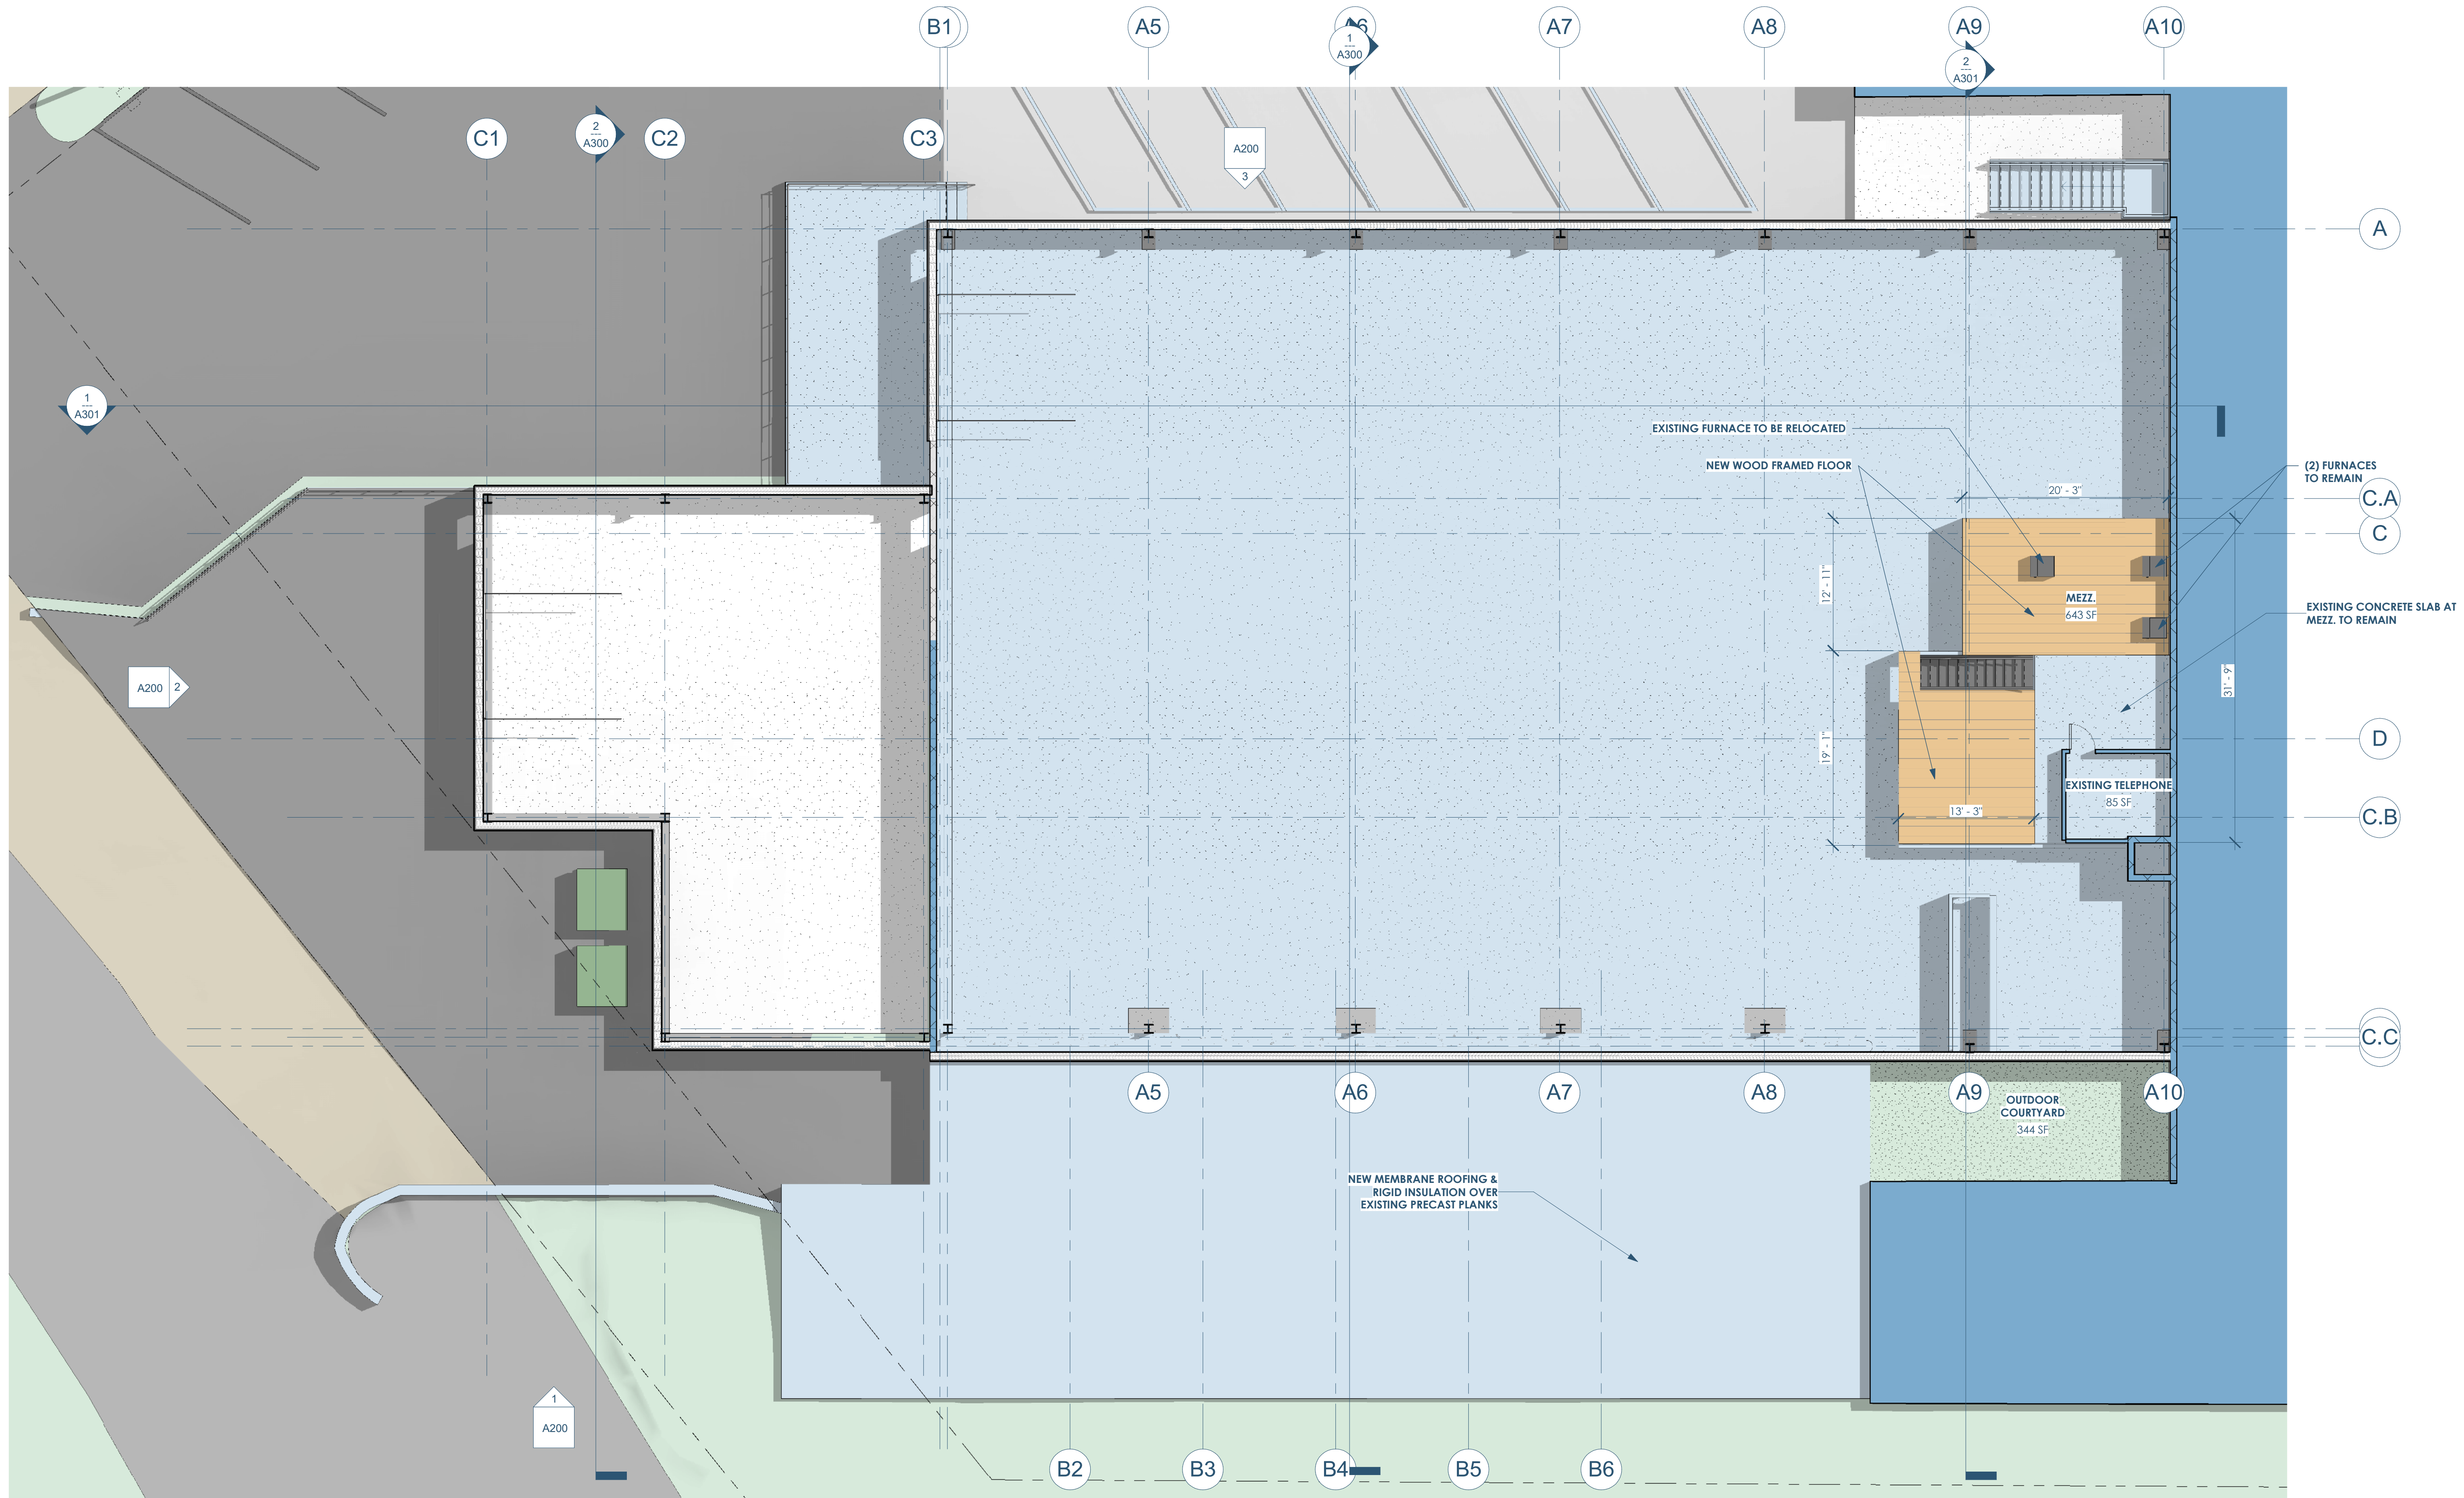 B1
A5
A6
A7
A8
A9
A10
1
A300
2
A301
C1
2
A300
C2
C3
A200
3
A
1
A301
EXISTING FURNACE TO BE RELOCATED
NEW WOOD FRAMED FLOOR
(2) FURNACES
TO REMAIN
20' - 3"
C.A
C
12' - 11"
MEZZ.
643 SF
EXISTING CONCRETE SLAB AT
MEZZ. TO REMAIN
A200
2
31' - 9"
19' - 1"
D
EXISTING TELEPHONE
85 SF
13' - 3"
C.B
C.C
A5
A6
A7
A8
A9
A10
OUTDOOR
COURTYARD
344 SF
NEW MEMBRANE ROOFING &
RIGID INSULATION OVER
EXISTING PRECAST PLANKS
1
A200
B2
B3
B4
B5
B6